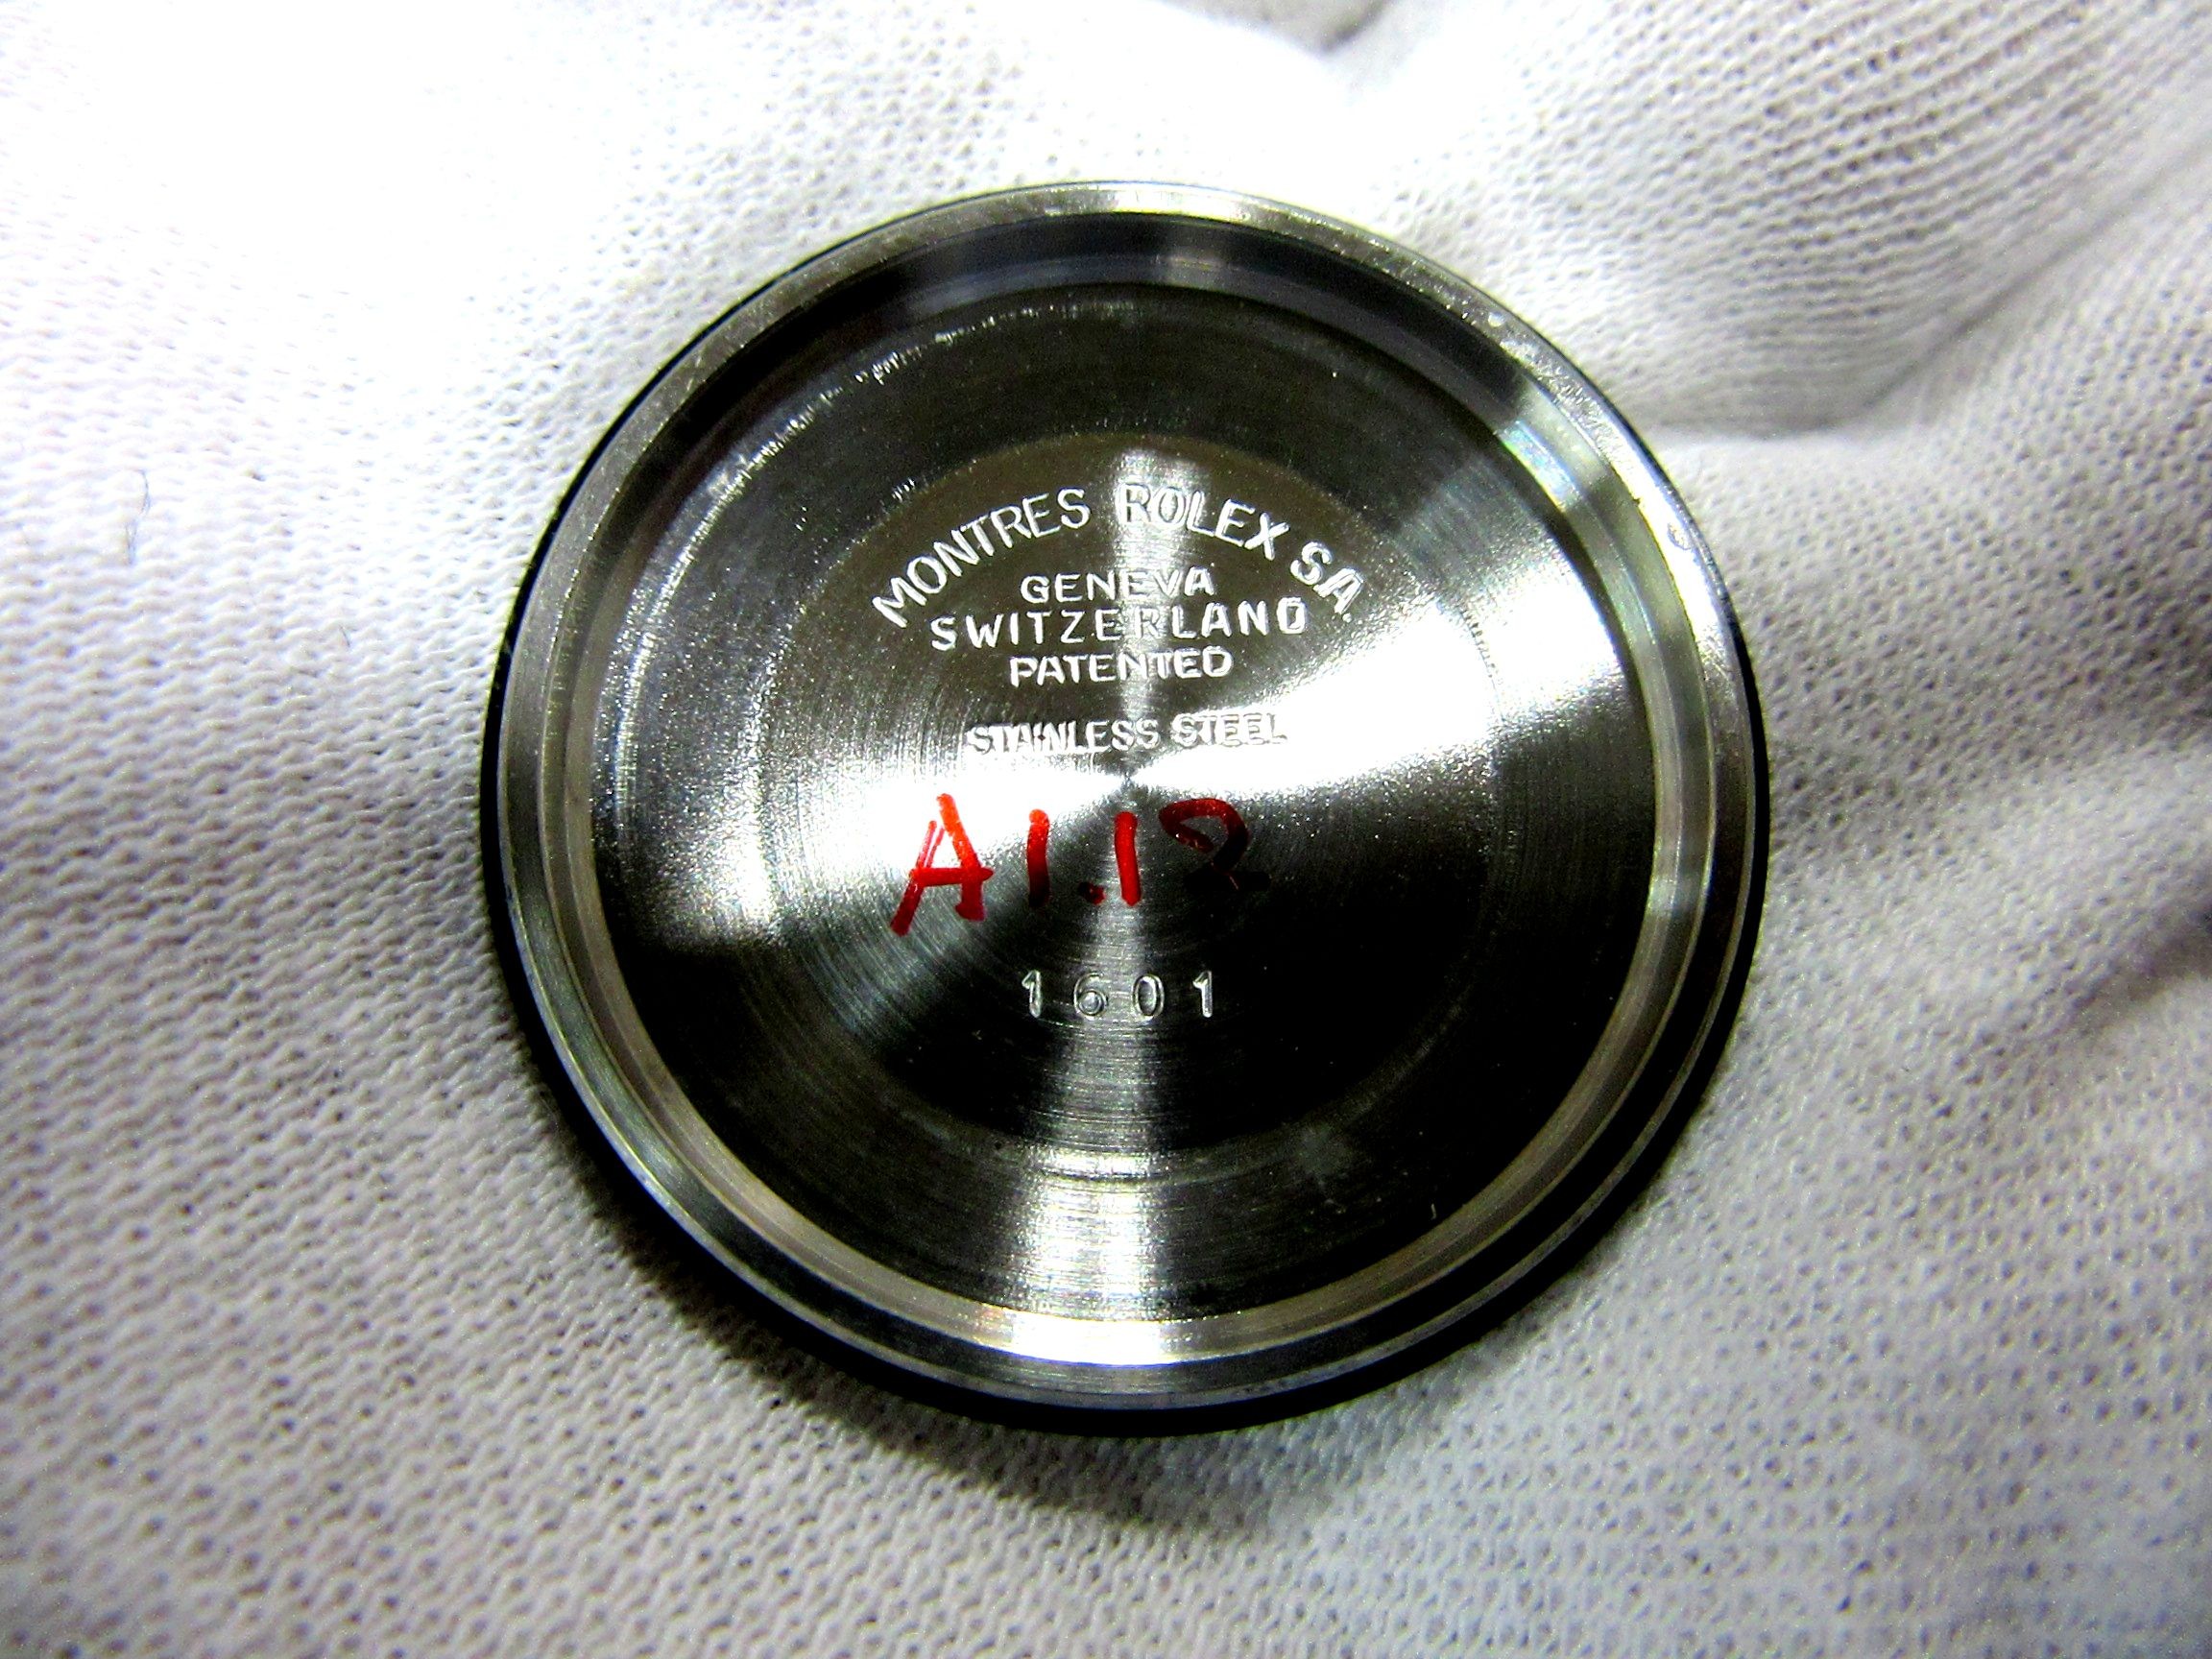 MONTRES ROLEX S.A.
GENEVA
SWITZERLAND
PATENTED
STAINLESS STEEL
A1.12
1601